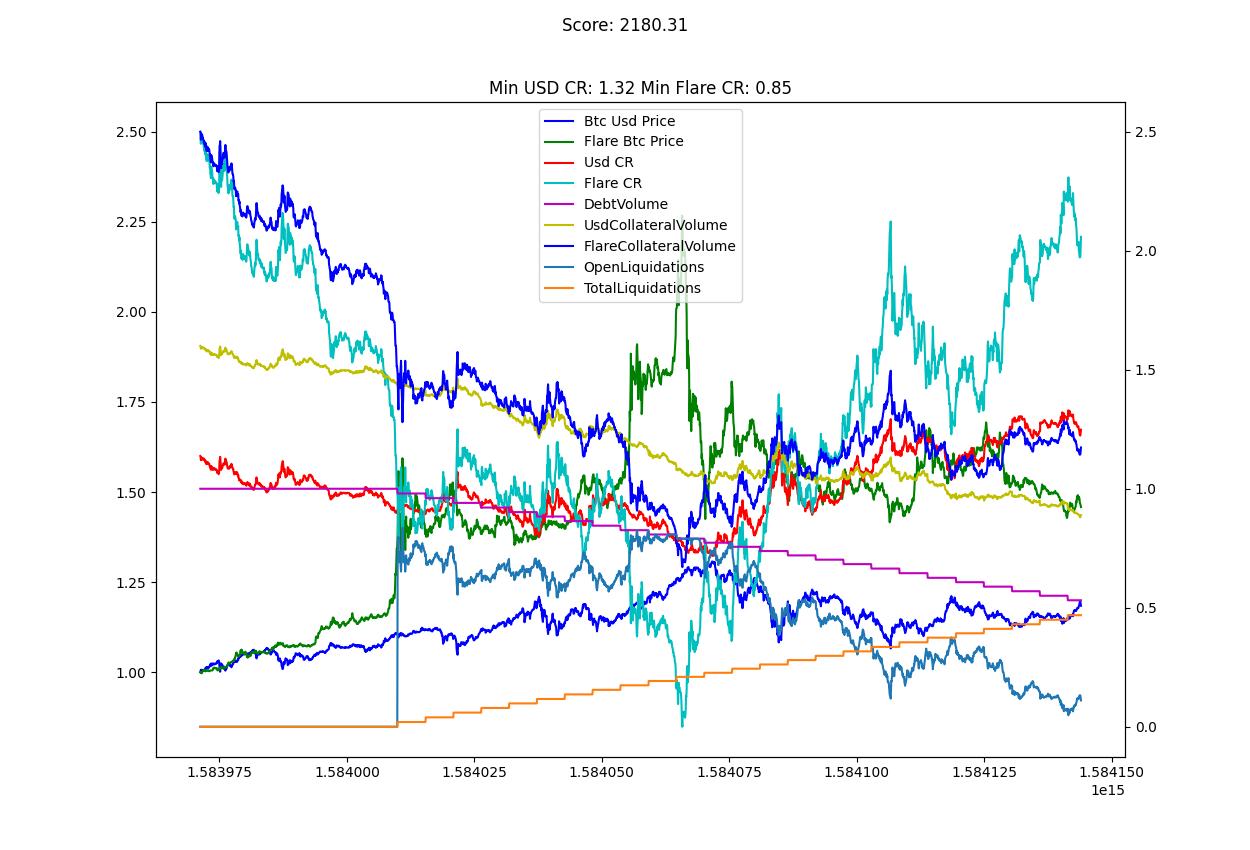 Score: 2180.31
Min USD CR: 1.32 Min Flare CR: 0.85
Btc Usd Price
Flare Btc Price
Usd CR
Flare CR
DebtVolume
UsdCollateralVolume
FlareCollateralVolume
OpenLiquidations
TotalLiquidations
2.50
2.25
2.00
1.75
1.50
1.25
1.00
2.5
2.0
1.5
1.0
0.5
0.0
1.583975 1.584000 1.584025 1.584050 1.584075 1.584100 1.584125 1.584150
1e15